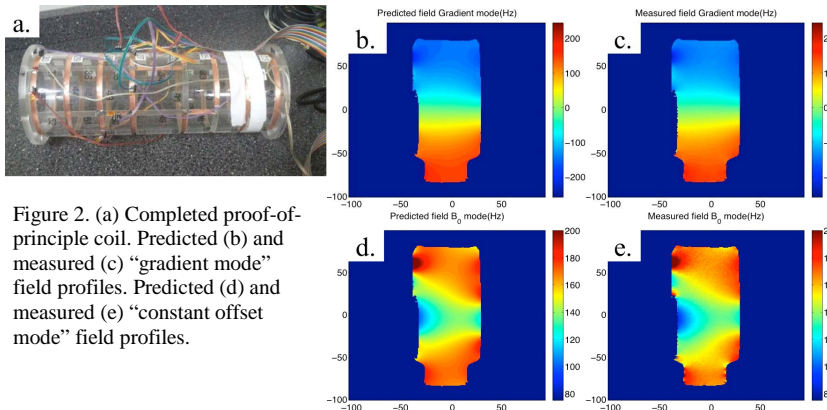 a.
Predicted field Gradient mode(Hz)
b.
50
0
−50
−100
−100 −50 0 50
200
100
0
−100
−200
Measured field Gradient mode(Hz)
c.
50
0
−50
−100
−100 −50 0 50
Figure 2. (a) Completed proof-of-
principle coil. Predicted (b) and
measured (c) “gradient mode”
field profiles. Predicted (d) and
measured (e) “constant offset
mode” field profiles.
Predicted field B0 mode(Hz)
d.
50
0
−50
−100
−100 −50 0 50
200
180
160
140
120
100
80
Measured field B0 mode(Hz)
e.
50
0
−50
−100
−100 −50 0 50